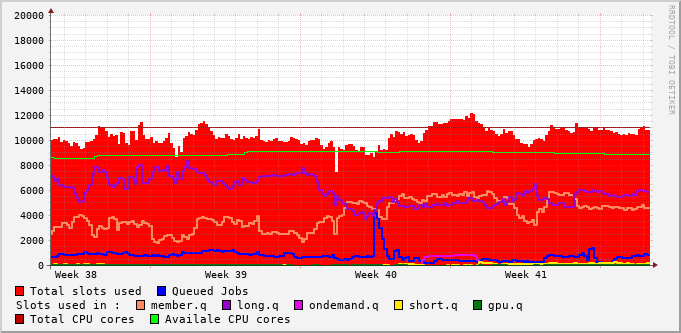 20000
18000
16000
14000
12000
10000
8000
6000
4000
2000
0
Week 38 Week 39 Week 40 Week 41
RRDTOOL / TOBI OETIKER
Total slots used Queued Jobs
Slots used in : member.q long.q ondemand.q short.q gpu.q
Total CPU cores Availale CPU cores